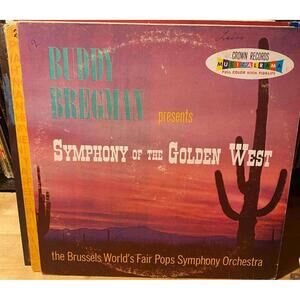 BUDDY
BREGMAN
presents
CROWN RECORDS
FULL COLOR HIGH FIDELITY
SYMPHONY OF THE GOLDEN WEST
the Brussels World's Fair Pops Symphony Orchestra